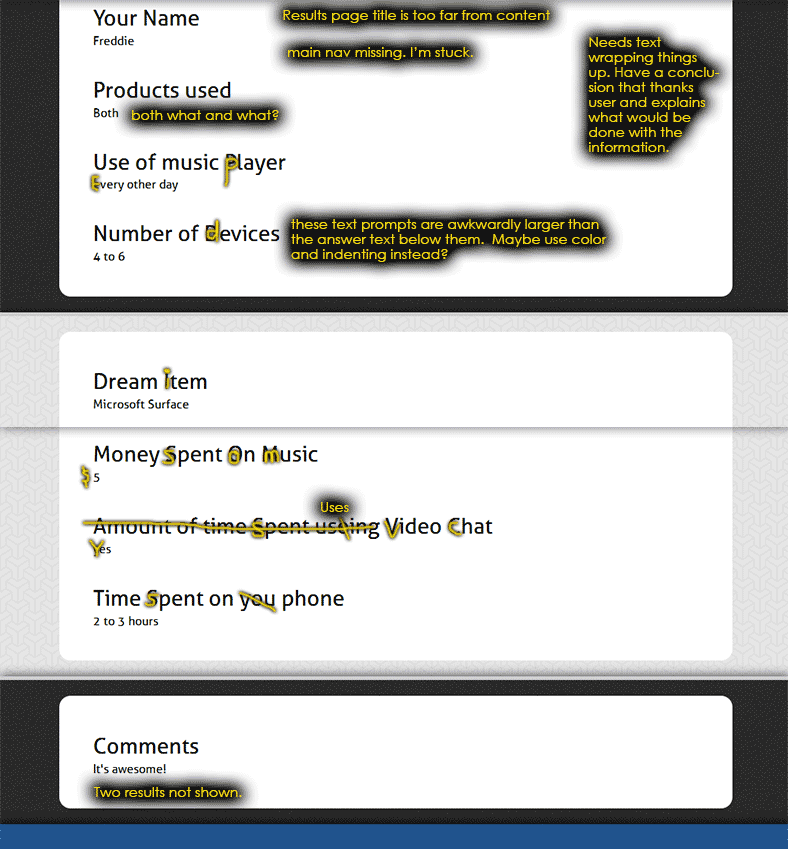 Your Name
Results page title is too far from content
Freddie
main nav missing. I'm stuck.
Needs text
wrapping things
up. Have a conclu-
sion that thanks
user and explains
what would be
done with the
information.
Products used
Both
both what and what?
Use of music player
Every other day
Number of devices
these text prompts are awkwardly larger than
the answer text below them. Maybe use color
and indenting instead?
4 to 6
Dream item
Microsoft Surface
Money Spent On Music
$ 5
Uses
Amount of time Spent using Video Chat
Yes
Time Spent on you phone
2 to 3 hours
Comments
It's awesome!
Two results not shown.